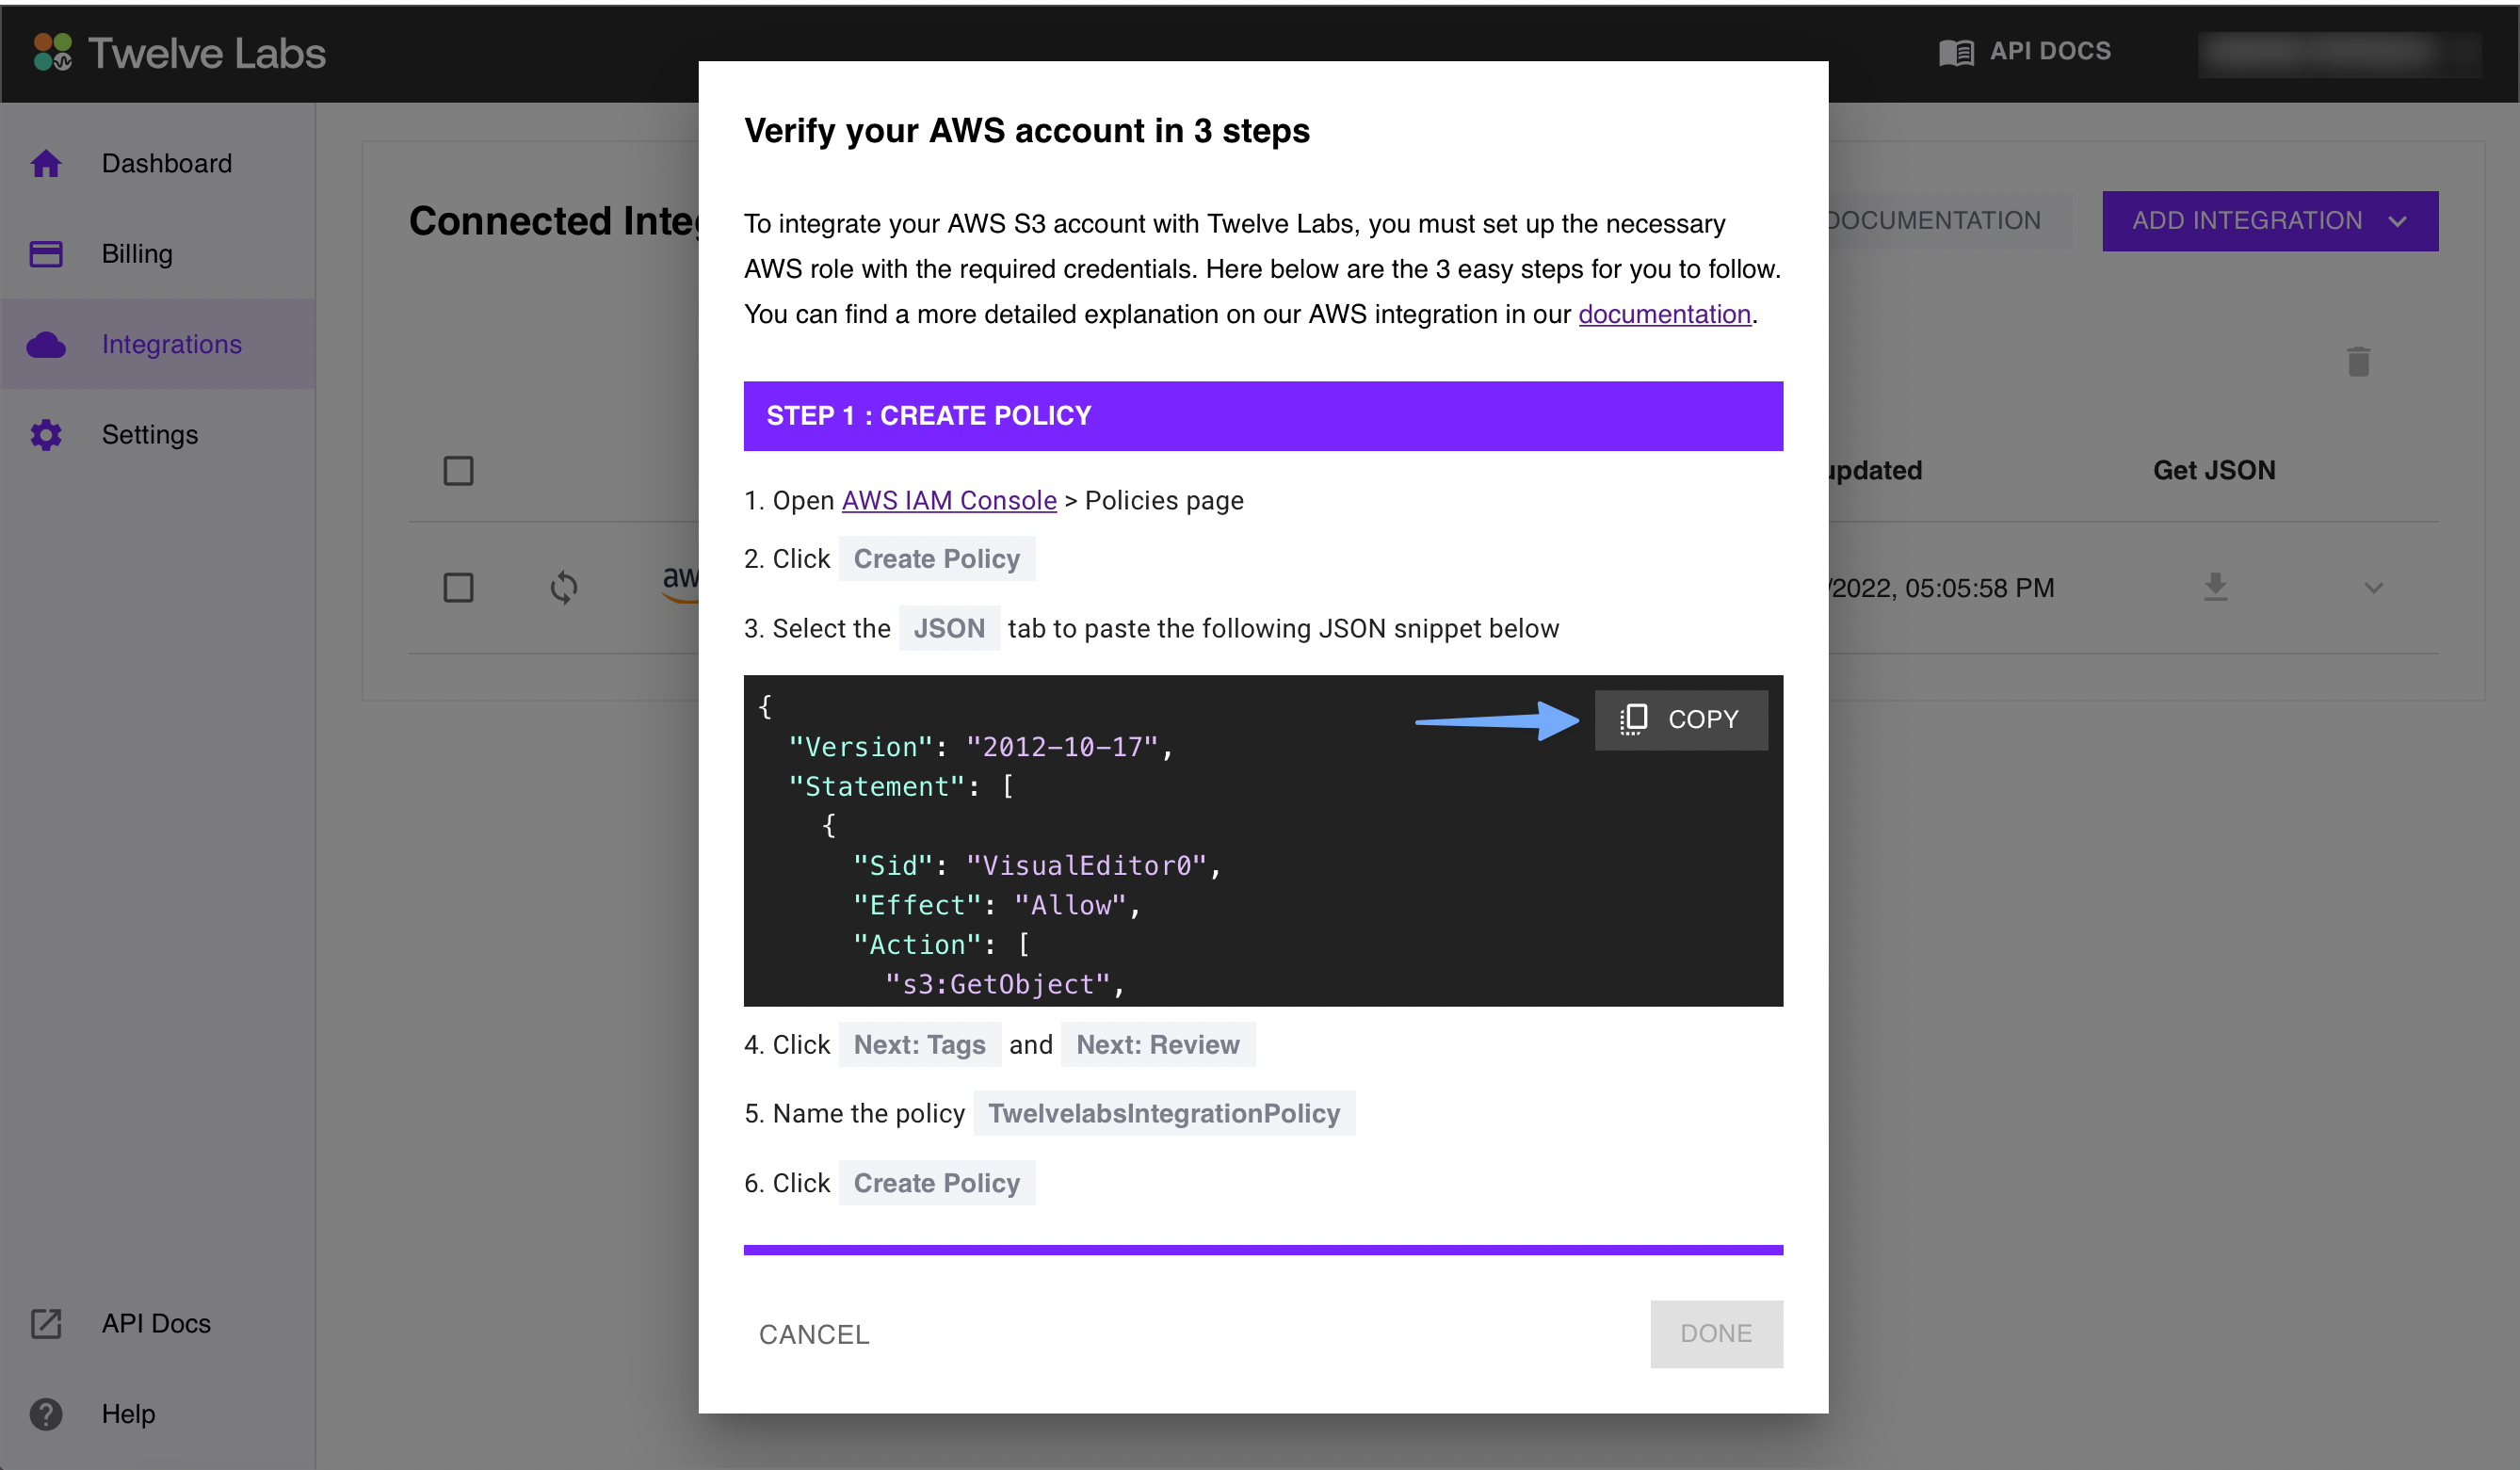 Twelve Labs
API DOCS
Dashboard
Billing
Integrations
Settings
API Docs
Help
Connected Integ
DOCUMENTATION
ADD INTEGRATION
updated
Get JSON
aw
/2022, 05:05:58 PM
Verify your AWS account in 3 steps
To integrate your AWS S3 account with Twelve Labs, you must set up the necessary
AWS role with the required credentials. Here below are the 3 easy steps for you to follow.
You can find a more detailed explanation on our AWS integration in our documentation.
STEP 1 : CREATE POLICY
1. Open AWS IAM Console > Policies page
2. Click Create Policy
3. Select the JSON tab to paste the following JSON snippet below
COPY
{
"Version": "2012-10-17",
"Statement": [
{
"Sid": "VisualEditor0",
"Effect": "Allow",
"Action": [
"s3:GetObject",
4. Click Next: Tags and Next: Review
5. Name the policy TwelvelabsIntegrationPolicy
6. Click Create Policy
CANCEL
DONE